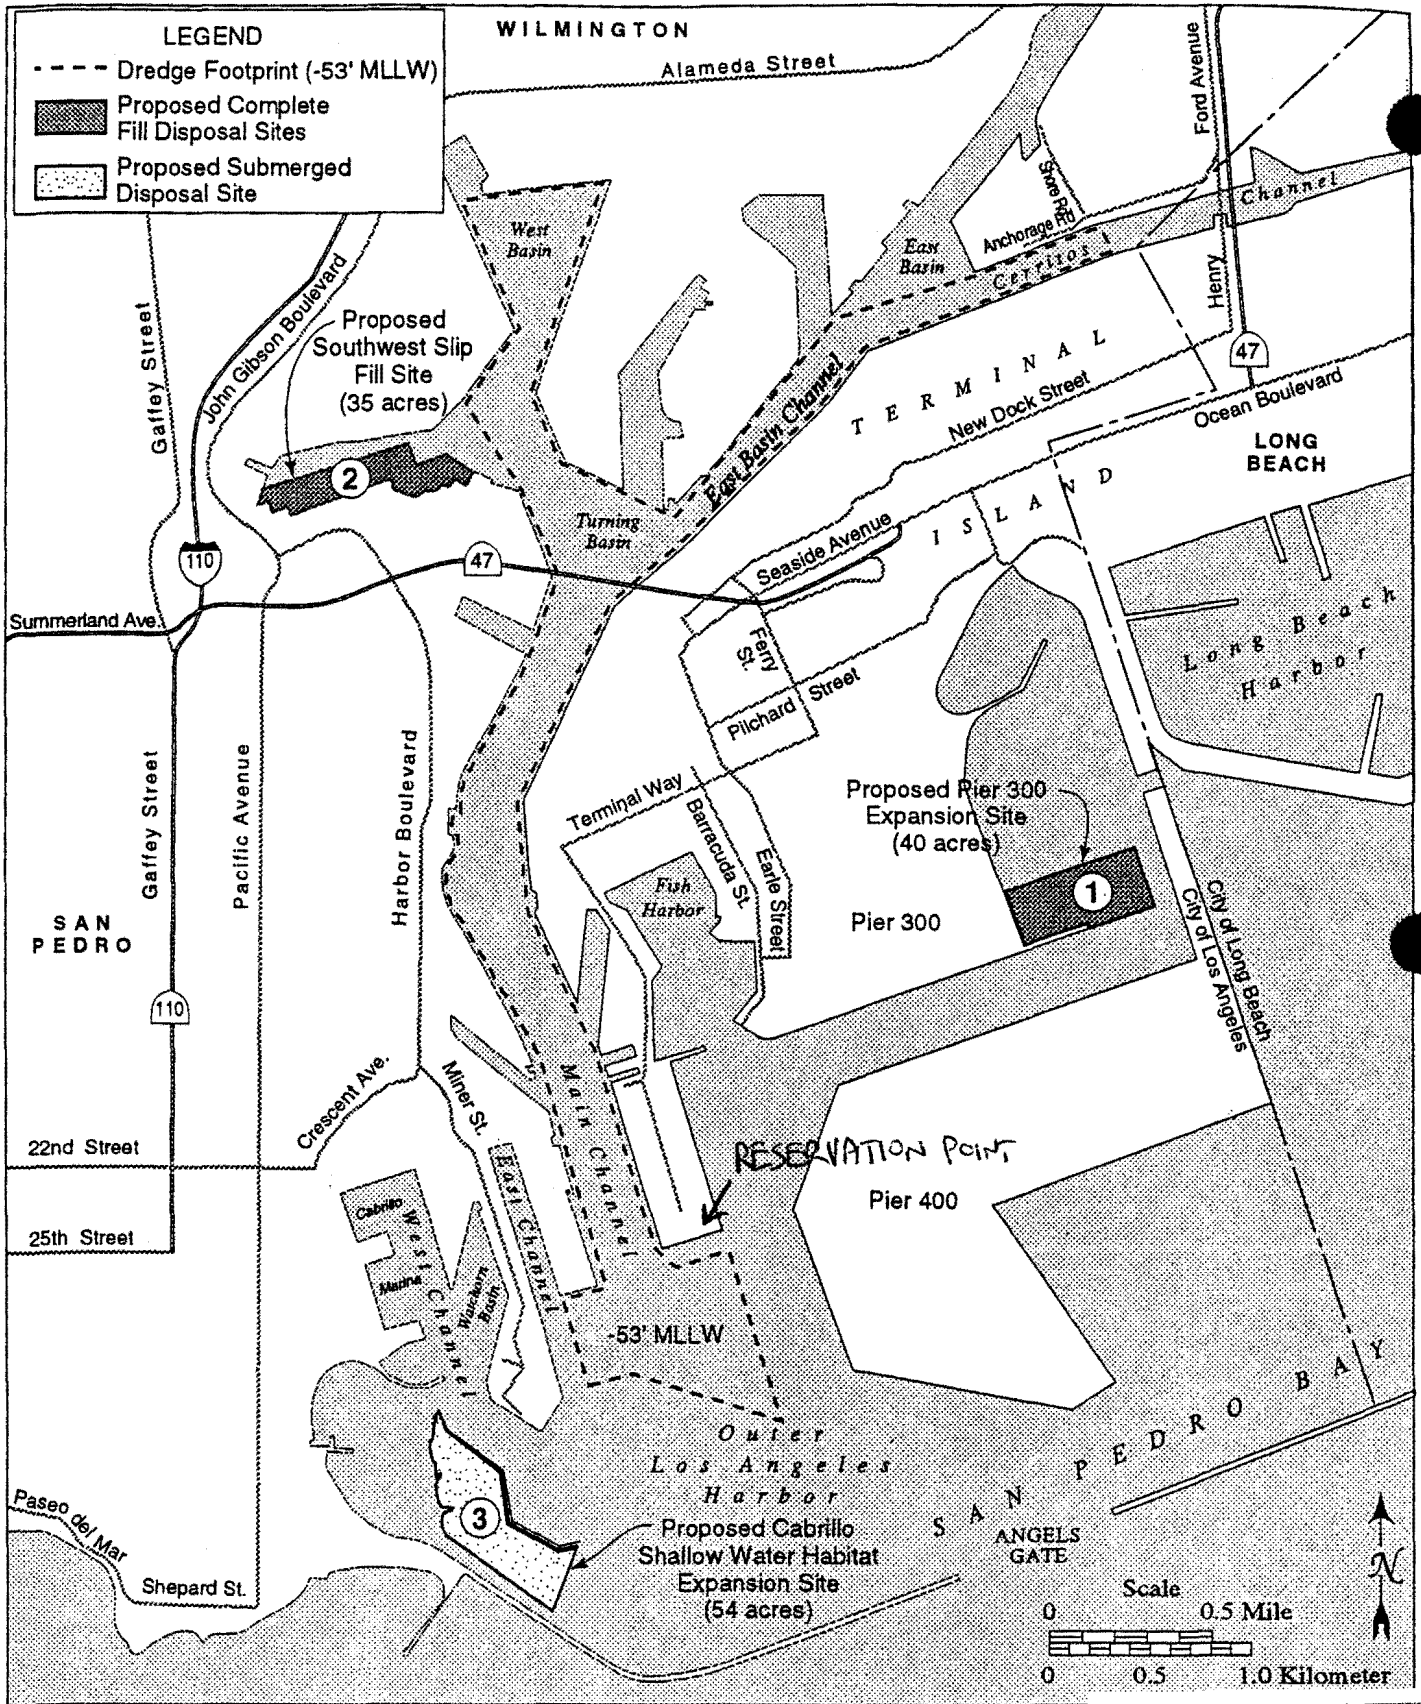 LEGEND
Dredge Footprint (-53' MLLW)
Proposed Complete
Fill Disposal Sites
Proposed Submerged
Disposal Site
WILMINGTON
Alameda Street
Ford Avenue
Shore Rd
Anchorage Rd
Channel
Cerritos
West
Basin
East
Basin
Henry
47
Gaffey Street
John Gibson Boulevard
Proposed
Southwest Slip
Fill Site
(35 acres)
2
East Basin Channel
TERMINAL
New Dock Street
Ocean Boulevard
LONG
BEACH
ISLAND
Turning
Basin
Seaside Avenue
110
47
Summerland Ave.
Ferry
St.
Pilchard Street
Long Beach
Harbor
Gaffey Street
Pacific Avenue
Harbor Boulevard
Terminal Way
Barracuda St.
Earle Street
Proposed Pier 300
Expansion Site
(40 acres)
1
Fish
Harbor
Pier 300
City of Long Beach
City of Los Angeles
SAN
PEDRO
110
Crescent Ave.
Miner St.
Main Channel
22nd Street
25th Street
RESERVATION POINT
Pier 400
East Channel
Cabrillo
Marina
West Channel
Watchorn
Basin
-53' MLLW
Outer
Los Angeles
Harbor
SAN PEDRO BAY
3
Proposed Cabrillo
Shallow Water Habitat
Expansion Site
(54 acres)
ANGELS
GATE
Paseo del Mar
Shepard St.
N
Scale
0 0.5 Mile
0 0.5 1.0 Kilometer